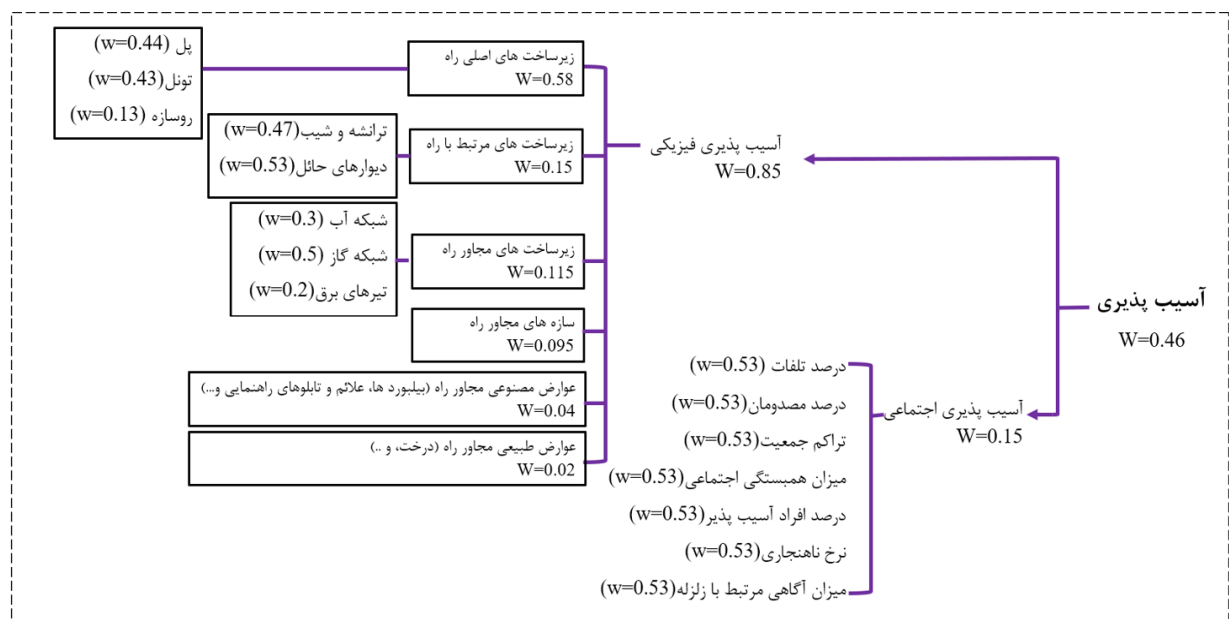 آسیب پذیری
W=0.46
آسیب پذیری فیزیکی
W=0.85
زیرساخت های اصلی راه
W=0.58
پل (w=0.44)
تونل(w=0.43)
روسازه (w=0.13)
زیرساخت های مرتبط با راه
W=0.15
ترانشه و شیب(w=0.47)
دیوارهای حائل(w=0.53)
زیرساخت های مجاور راه
W=0.115
شبکه آب (w=0.3)
شبکه گاز (w=0.5)
تیرهای برق(w=0.2)
سازه های مجاور راه
W=0.095
عوارض مصنوعی مجاور راه (بیلبورد ها، علائم و تابلوهای راهنمایی و...)
W=0.04
عوارض طبیعی مجاور راه (درخت، و ..)
W=0.02
آسیب پذیری اجتماعی
W=0.15
درصد تلفات (w=0.53)
درصد مصدومان(w=0.53)
تراکم جمعیت(w=0.53)
میزان همبستگی اجتماعی(w=0.53)
درصد افراد آسیب پذیر(w=0.53)
نرخ ناهنجاری(w=0.53)
میزان آگاهی مرتبط با زلزله(w=0.53)